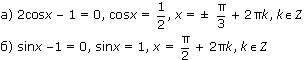 а) 2cosx – 1 = 0, cosx = 1/2, x = ± π/3 + 2πk, k ϵ Z
б) sinx –1 = 0, sinx = 1, x = π/2 + 2πk, k ϵ Z